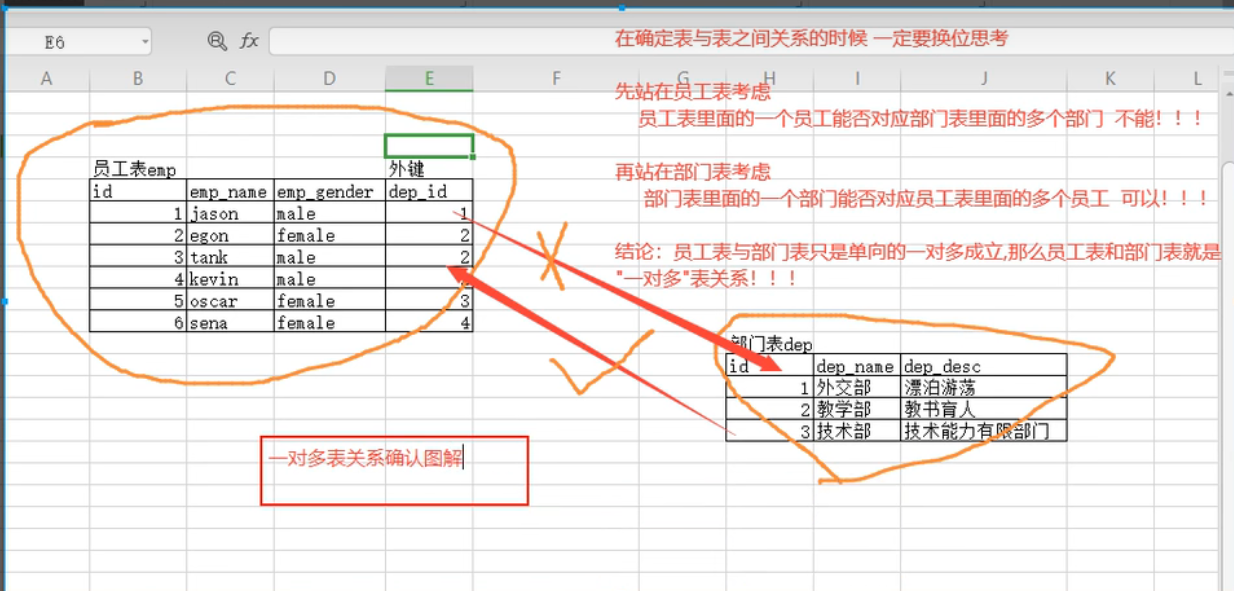 E6
fx
在确定表与表之间关系的时候 一定要换位思考
A B C D E F G H I J K L
先站在员工表考虑
员工表里面的一个员工能否对应部门表里面的多个部门 不能！！！
再站在部门表考虑
部门表里面的一个部门能否对应员工表里面的多个员工 可以！！！
结论：员工表与部门表只是单向的一对多成立,那么员工表和部门表就是
"一对多"表关系！！！
员工表emp 外键
id emp_name emp_gender dep_id
1 jason male 1
2 egon female 2
3 tank male 2
4 kevin male
5 oscar female 3
6 sena female 4
部门表dep
id dep_name dep_desc
1 外交部 漂泊游荡
2 教学部 教书育人
3 技术部 技术能力有限部门
一对多表关系确认图解